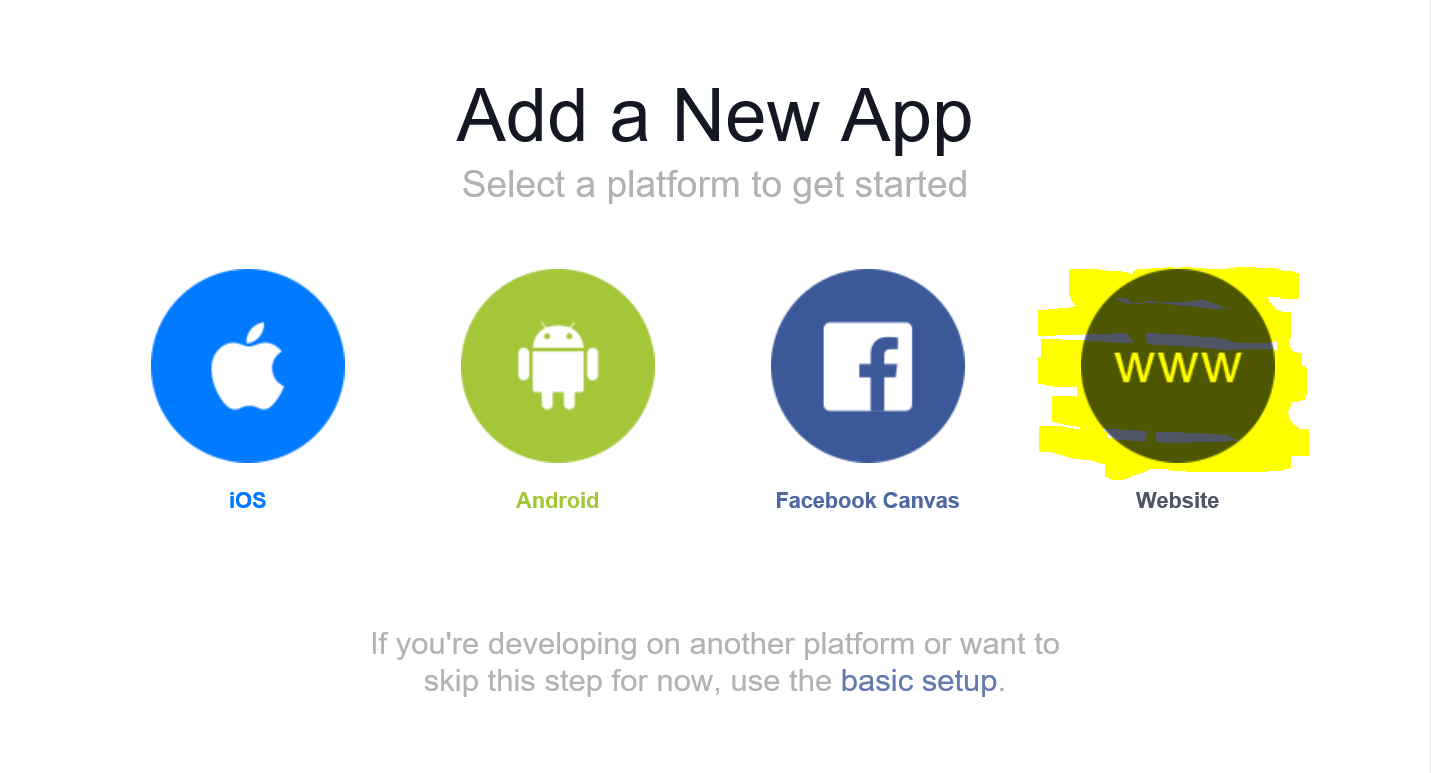 Add a New App
Select a platform to get started
www
iOS
Android
Facebook Canvas
Website
If you're developing on another platform or want to
skip this step for now, use the basic setup.